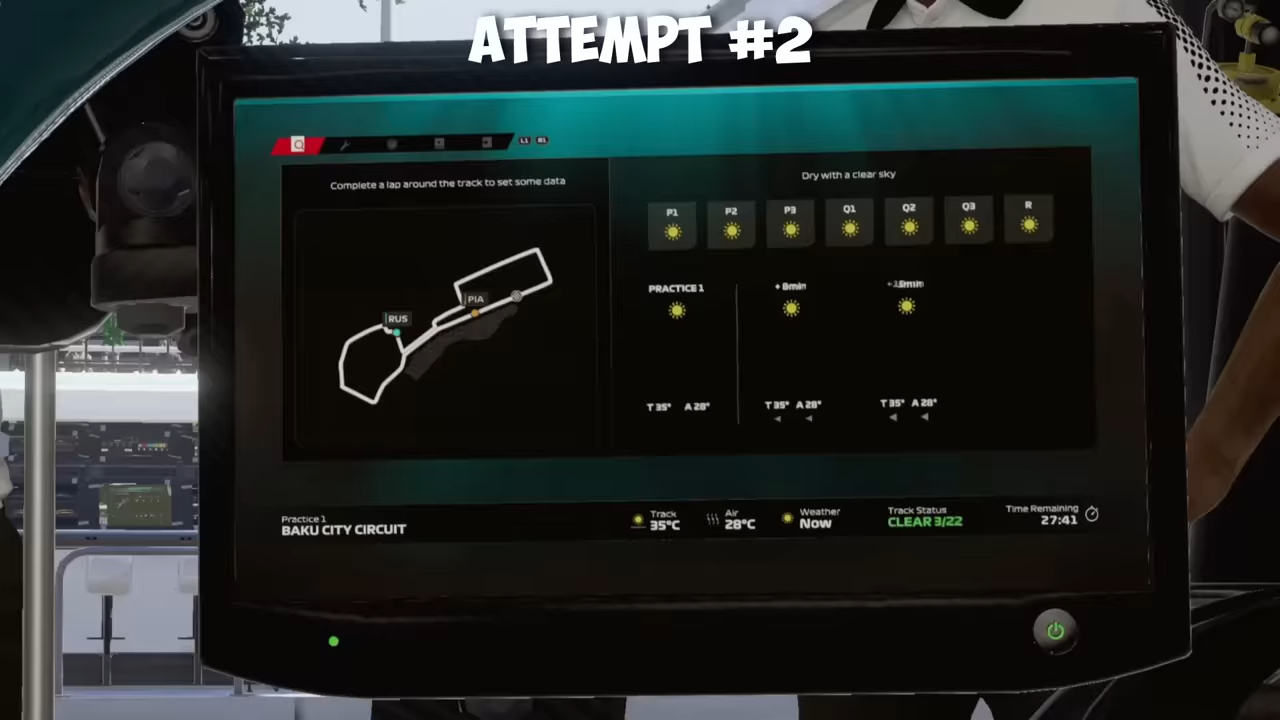 ATTEMPT #2
L1 R1
Complete a lap around the track to set some data
Dry with a clear sky
P1 P2 P3 Q1 Q2 Q3 R
RUS
PIA
PRACTICE 1 + 8min
T 35° A 28° T 35° A 28° T 35° A 28°
Practice 1
BAKU CITY CIRCUIT
Track
35°C
Air
28°C
Weather
Now
Track Status
CLEAR 3/22
Time Remaining
27:41